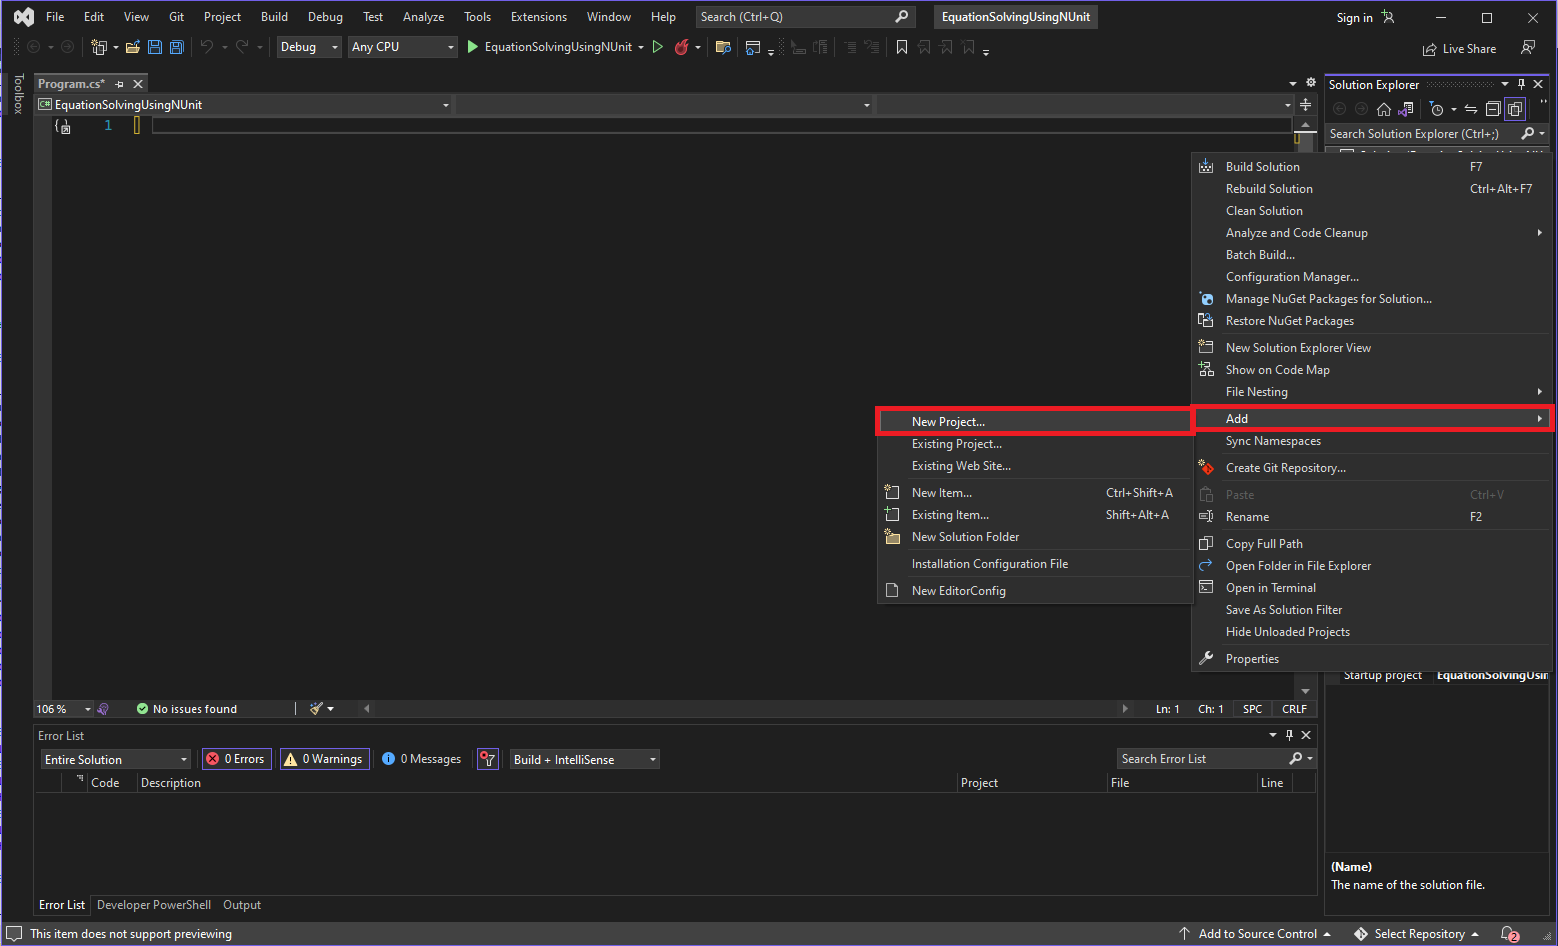 File Edit View Git Project Build Debug Test Analyze Tools Extensions Window Help Search (Ctrl+Q) EquationSolvingUsingNUnit Sign in
Debug Any CPU EquationSolvingUsingNUnit Live Share
Toolbox
Program.cs*
EquationSolvingUsingNUnit
1
Solution Explorer
Search Solution Explorer (Ctrl+;)
Build Solution F7
Rebuild Solution Ctrl+Alt+F7
Clean Solution
Analyze and Code Cleanup
Batch Build...
Configuration Manager...
Manage NuGet Packages for Solution...
Restore NuGet Packages
New Solution Explorer View
Show on Code Map
File Nesting
Add
Sync Namespaces
Create Git Repository...
Paste Ctrl+V
Rename F2
Copy Full Path
Open Folder in File Explorer
Open in Terminal
Save As Solution Filter
Hide Unloaded Projects
Properties
New Project...
Existing Project...
Existing Web Site...
New Item... Ctrl+Shift+A
Existing Item... Shift+Alt+A
New Solution Folder
Installation Configuration File
New EditorConfig
Startup project EquationSolvingUsin
106 % No issues found Ln: 1 Ch: 1 SPC CRLF
Error List
Entire Solution 0 Errors 0 Warnings 0 Messages Build + IntelliSense Search Error List
Code Description Project File Line
(Name)
The name of the solution file.
Error List Developer PowerShell Output
This item does not support previewing Add to Source Control Select Repository 2